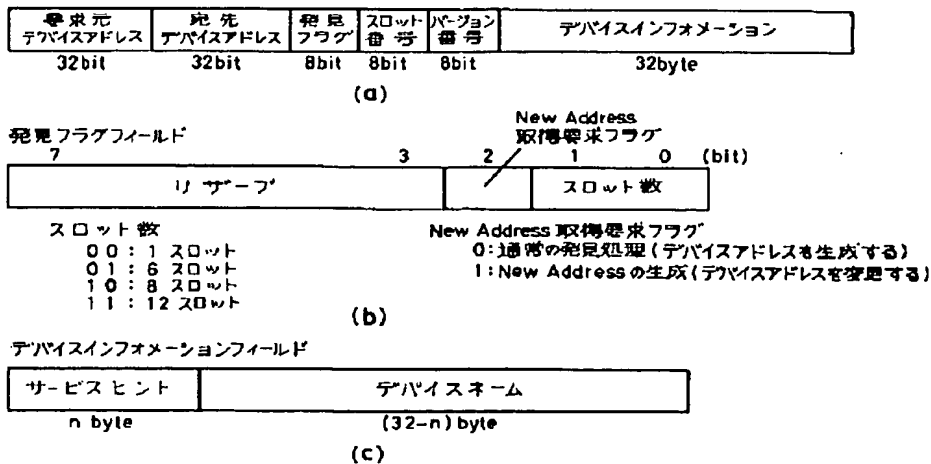 要求元 宛先 発見 スロット バージョン デバイスインフォメーション
デバイスアドレス デバイスアドレス フラグ 番号 番号
32bit 32bit 8bit 8bit 8bit 32byte
(a)
New Address
発見フラグフィールド 取得要求フラグ
7 3 2 1 0 (bit)
リザーブ スロット数
スロット数 New Address 取得要求フラグ
00:1 スロット 0:通常の発見処理(デバイスアドレスを生成する)
01:6 スロット 1:New Addressの生成(デバイスアドレスを変更する)
10:8 スロット
11:12 スロット
(b)
デバイスインフォメーションフィールド
サービスヒント デバイスネーム
n byte (32-n) byte
(c)